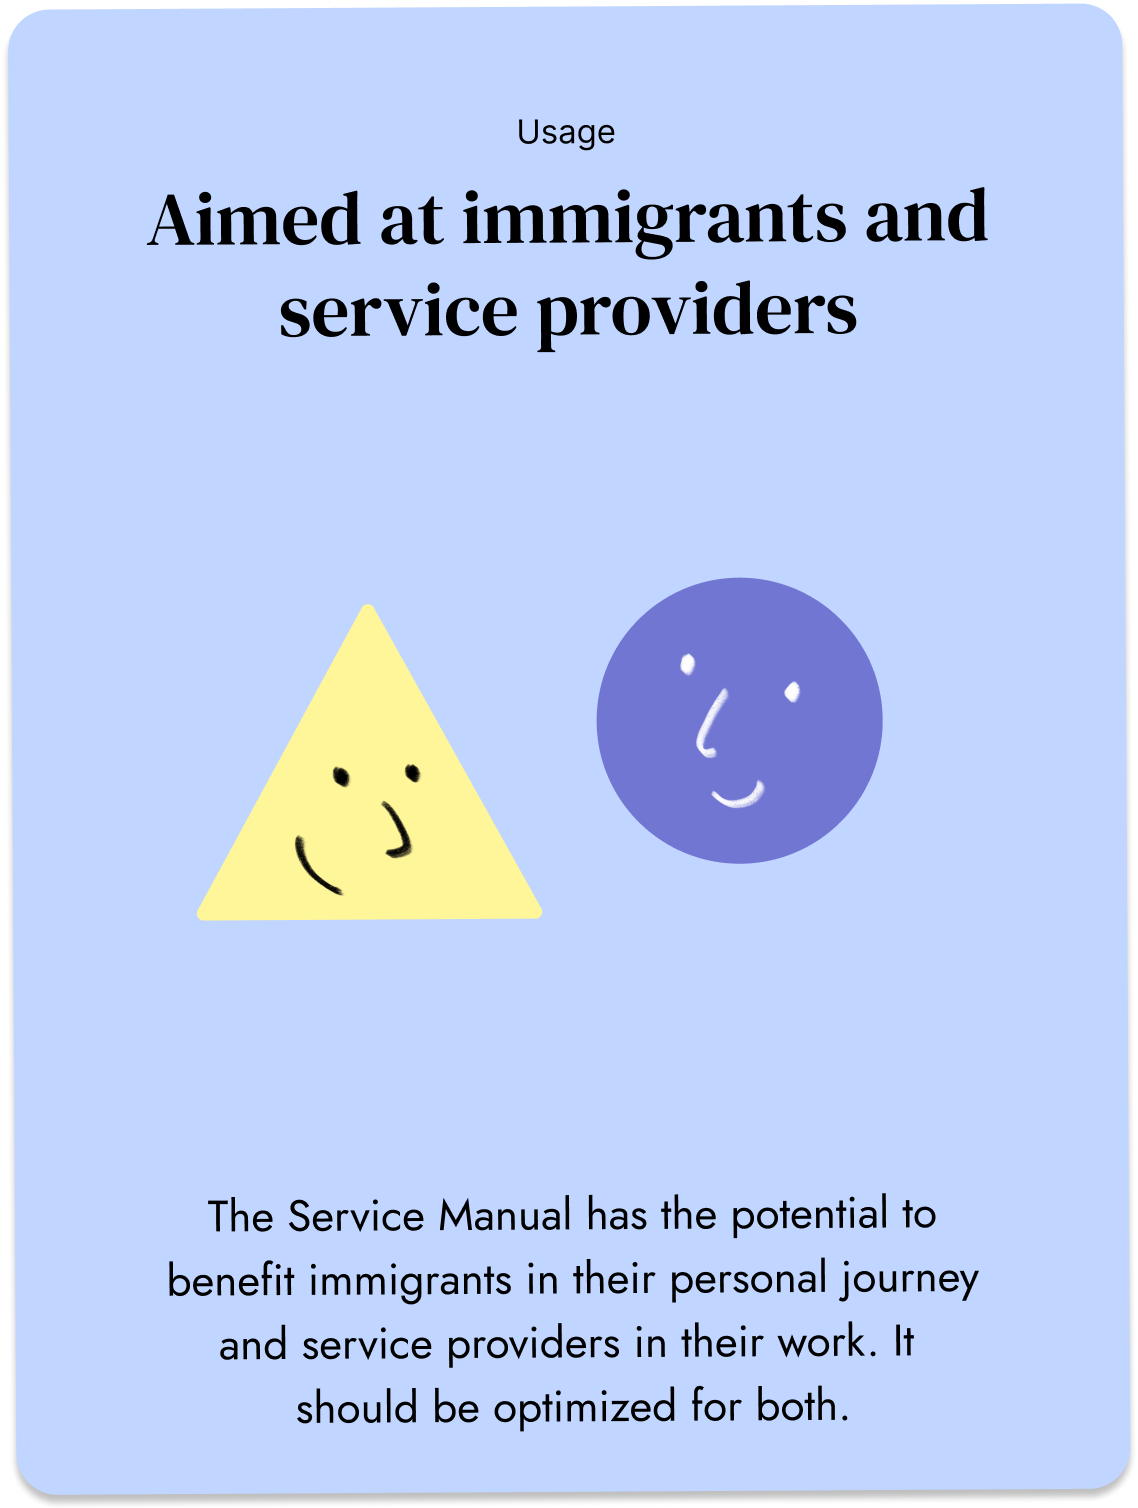 Usage
Aimed at immigrants and
service providers
The Service Manual has the potential to
benefit immigrants in their personal journey
and service providers in their work. It
should be optimized for both.